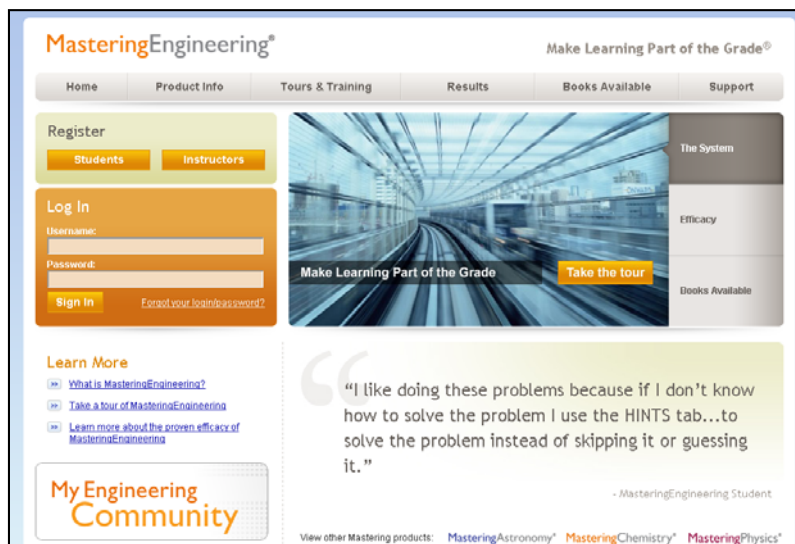 MasteringEngineering®
Make Learning Part of the Grade®
Home Product Info Tours & Training Results Books Available Support
Register
Students Instructors
Log In
Username:
Password:
Sign In Forgot your login/password?
The System
Efficacy
Books Available
Make Learning Part of the Grade Take the tour
Learn More
What is MasteringEngineering?
Take a tour of MasteringEngineering
Learn more about the proven efficacy of
MasteringEngineering
My Engineering
Community
“I like doing these problems because if I don’t know
how to solve the problem I use the HINTS tab...to
solve the problem instead of skipping it or guessing
it.”
- MasteringEngineering Student
View other Mastering products: MasteringAstronomy® MasteringChemistry® MasteringPhysics®